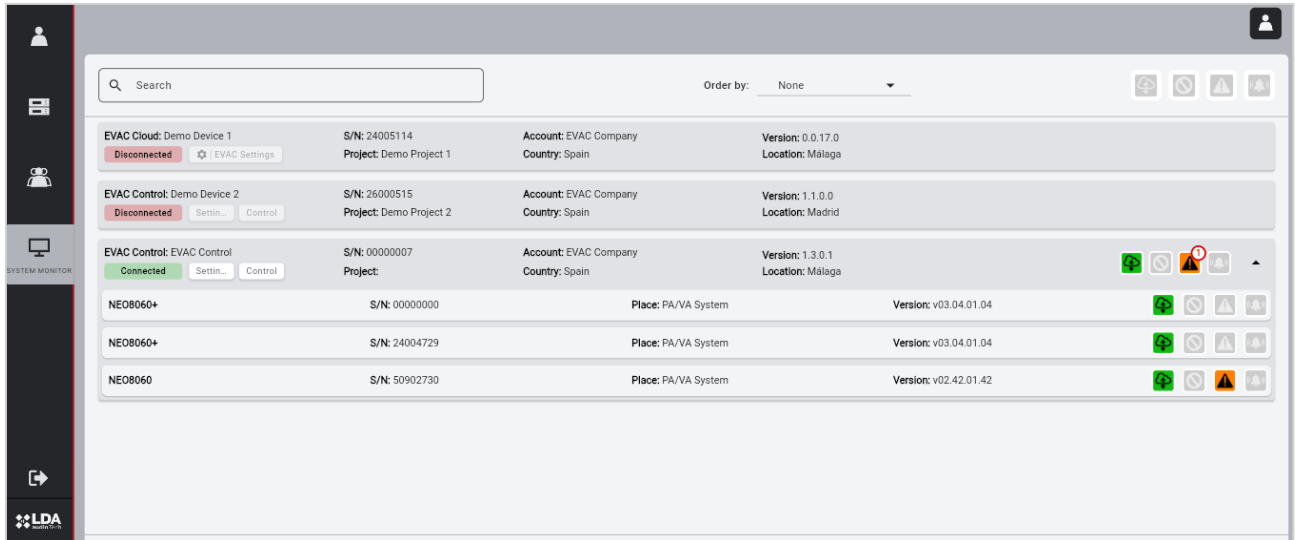 Search
Order by: None
EVAC Cloud: Demo Device 1 S/N: 24005114 Account: EVAC Company Version: 0.0.17.0
Disconnected | EVAC Settings Project: Demo Project 1 Country: Spain Location: Málaga
EVAC Control: Demo Device 2 S/N: 26000515 Account: EVAC Company Version: 1.1.0.0
Disconnected Settin... Control Project: Demo Project 2 Country: Spain Location: Madrid
SYSTEM MONITOR
EVAC Control: EVAC Control S/N: 00000007 Account: EVAC Company Version: 1.3.0.1
1
Connected Settin... Control Project: Country: Spain Location: Málaga
NEO8060+ S/N: 00000000 Place: PA/VA System Version: v03.04.01.04
NEO8060+ S/N: 24004729 Place: PA/VA System Version: v03.04.01.04
NEO8060 S/N: 50902730 Place: PA/VA System Version: v02.42.01.42
LDA
audioTech